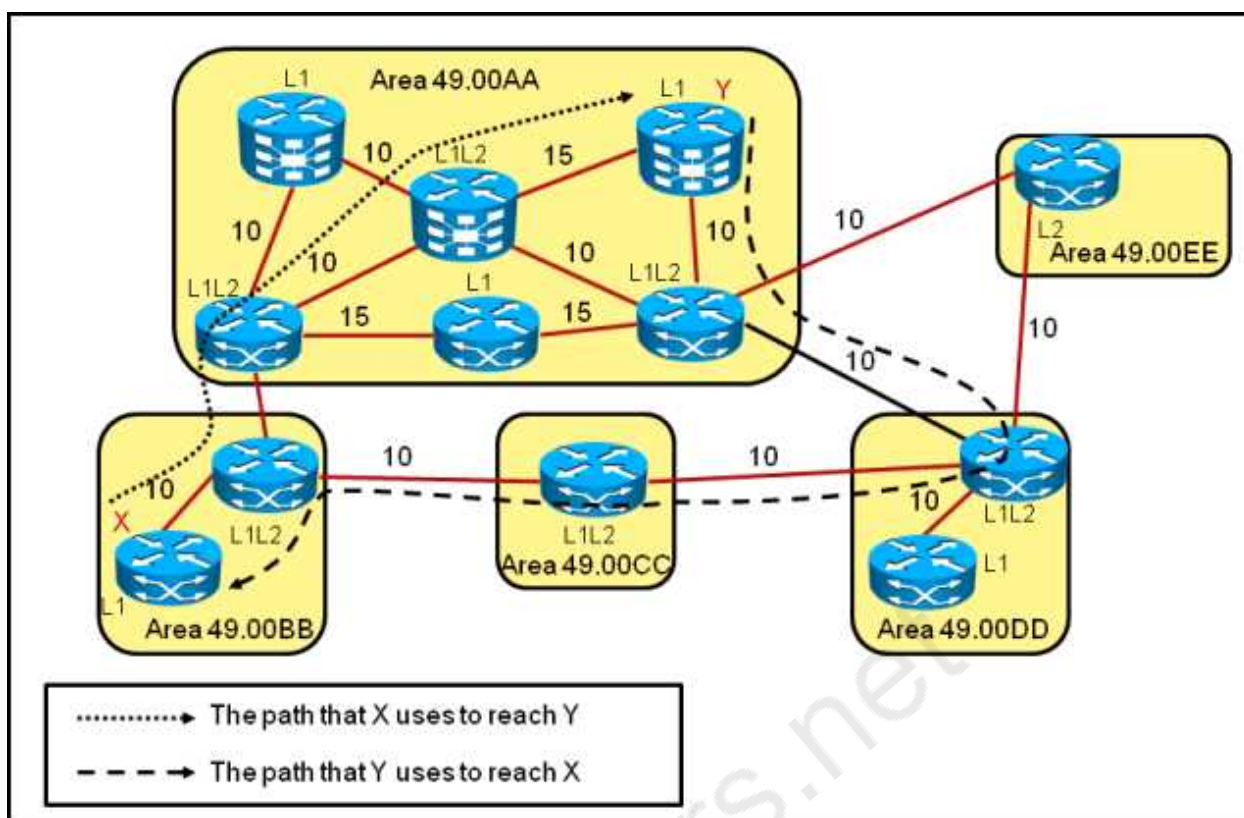 L1
Area 49.00AA
L1
Y
10
L1L2
15
10
10
10
10
10
L2
Area 49.00EE
L1L2
L1
L1L2
15
15
10
10
10
10
10
X
L1L2
L1
Area 49.00BB
L1L2
Area 49.00CC
10
L1L2
L1
Area 49.00DD
The path that X uses to reach Y
The path that Y uses to reach X
rs.net